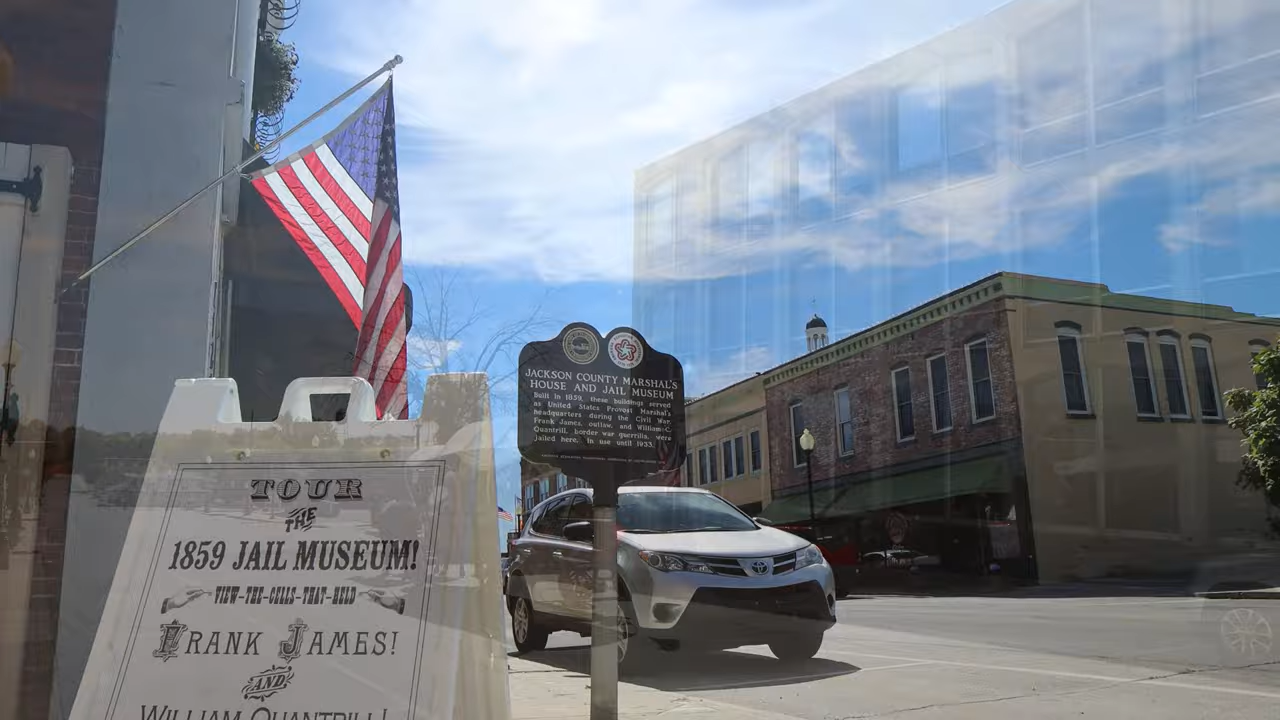 JACKSON COUNTY MARSHAL'S
HOUSE AND JAIL MUSEUM
Built in 1859, these buildings served
as United States Provost Marshal's
headquarters during the Civil War.
Frank James, outlaw, and William C.
Quantrill, border war guerrilla, were
jailed here. In use until 1933.
TOUR
THE
1859 JAIL MUSEUM!
VIEW-THE-CELLS-THAT-HELD
FRANK JAMES!
AND
WILLIAM QUANTRILL!